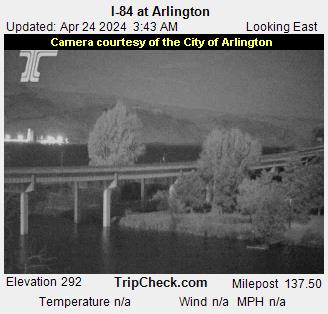 I-84 at Arlington
Updated: Apr 24 2024 3:43 AM Looking East
Camera courtesy of the City of Arlington
Elevation 292 TripCheck.com Milepost 137.50
Temperature n/a Wind n/a MPH n/a